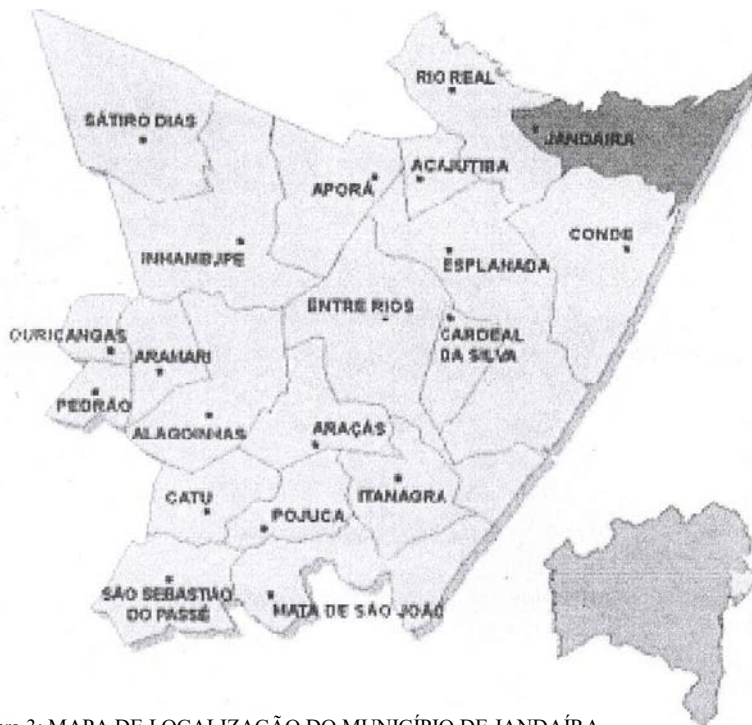 RIO REAL
SÁTIRO DIAS
JANDAÍRA
ACAJUTIBA
APORÁ
CONDE
INHAMBUPE
ESPLANADA
ENTRE RIOS
OURIÇANGAS
CARDEAL
DA SILVA
ARAMARI
PEDRÃO
ALAGOINHAS
ARAÇÁS
CATU
ITANAGRA
POJUCA
SÃO SEBASTIÃO
DO PASSÉ
MATA DE SÃO JOÃO
3: MAPA DE LOCALIZAÇÃO DO MUNICÍPIO DE JANDAÍRA